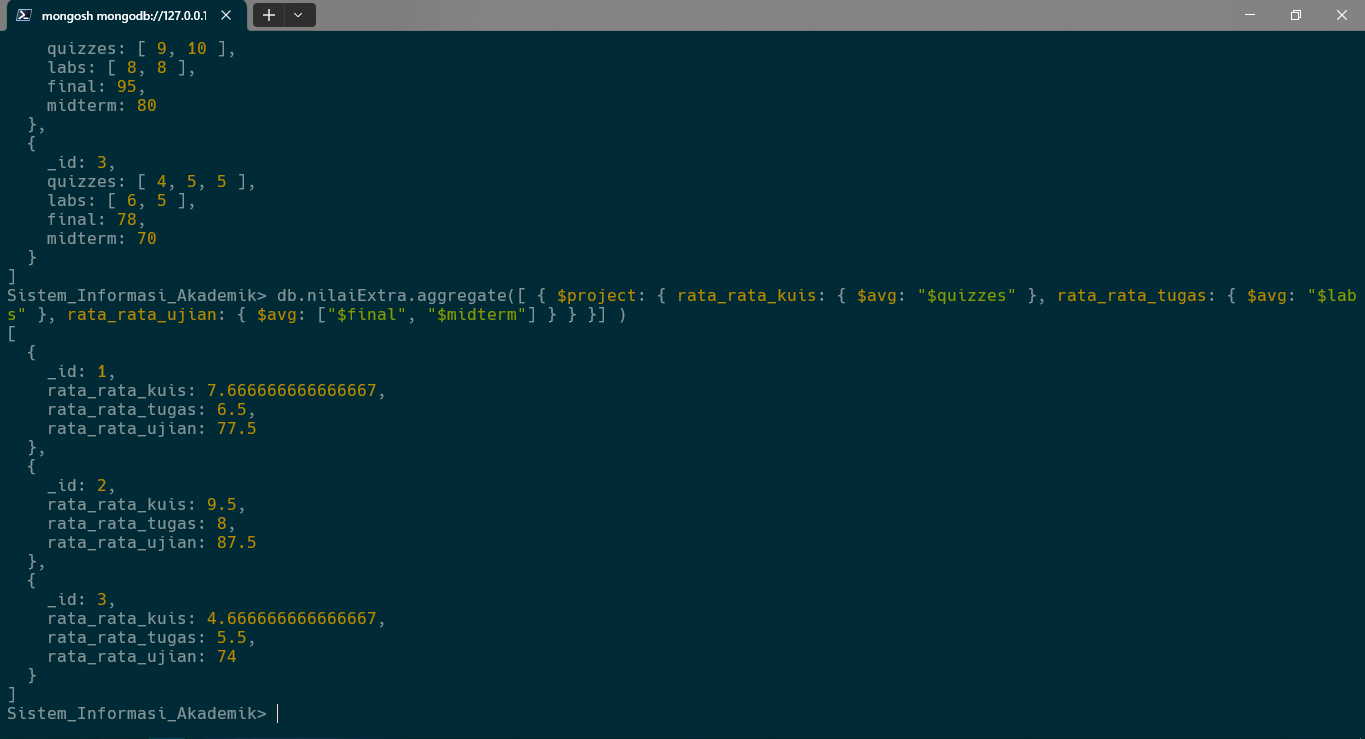 mongosh mongodb://127.0.0.1
    quizzes: [ 9, 10 ],
    labs: [ 8, 8 ],
    final: 95,
    midterm: 80
  },
  {
    _id: 3,
    quizzes: [ 4, 5, 5 ],
    labs: [ 6, 5 ],
    final: 78,
    midterm: 70
  }
]
Sistem_Informasi_Akademik> db.nilaiExtra.aggregate([ { $project: { rata_rata_kuis: { $avg: "$quizzes" }, rata_rata_tugas: { $avg: "$lab
s" }, rata_rata_ujian: { $avg: ["$final", "$midterm"] } } }] )
[
  {
    _id: 1,
    rata_rata_kuis: 7.666666666666667,
    rata_rata_tugas: 6.5,
    rata_rata_ujian: 77.5
  },
  {
    _id: 2,
    rata_rata_kuis: 9.5,
    rata_rata_tugas: 8,
    rata_rata_ujian: 87.5
  },
  {
    _id: 3,
    rata_rata_kuis: 4.666666666666667,
    rata_rata_tugas: 5.5,
    rata_rata_ujian: 74
  }
]
Sistem_Informasi_Akademik>